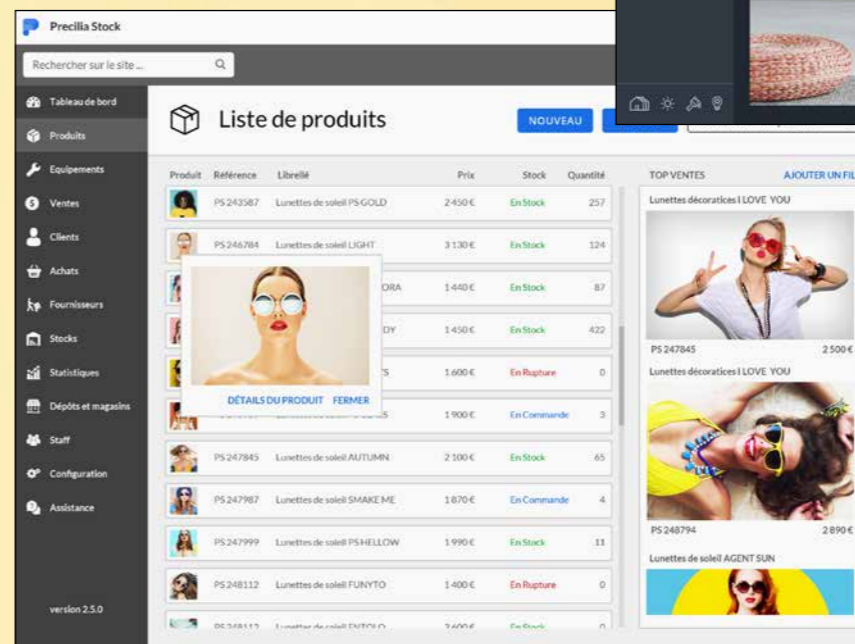 Precilia Stock
Rechercher sur le site ...
Tableau de bord
Produits
Equipements
Ventes
Clients
Achats
Fournisseurs
Stocks
Statistiques
Dépôts et magasins
Staff
Configuration
Assistance
version 2.5.0
Liste de produits
NOUVEAU
Produit Référence Librellé Prix Stock Quantité
PS 243587 Lunettes de soleil PS GOLD 2 450 € En Stock 257
PS 246784 Lunettes de soleil LIGHT 3 130 € En Stock 124
ORA 1 440 € En Stock 87
DY 1 450 € En Stock 422
1 600 € En Rupture 0
1 900 € En Commande 3
DÉTAILS DU PRODUIT FERMER
PS 247845 Lunettes de soleil AUTUMN 2 100 € En Stock 65
PS 247987 Lunettes de soleil SMAKE ME 1 870 € En Commande 4
PS 247999 Lunettes de soleil PS HELLOW 1 990 € En Stock 11
PS 248112 Lunettes de soleil FUNYTO 1 400 € En Rupture 0
TOP VENTES AJOUTER UN FIL
Lunettes décoratices I LOVE YOU
PS 247845 2 500 €
Lunettes décoratices I LOVE YOU
PS 248794 2 890 €
Lunettes de soleil AGENT SUN